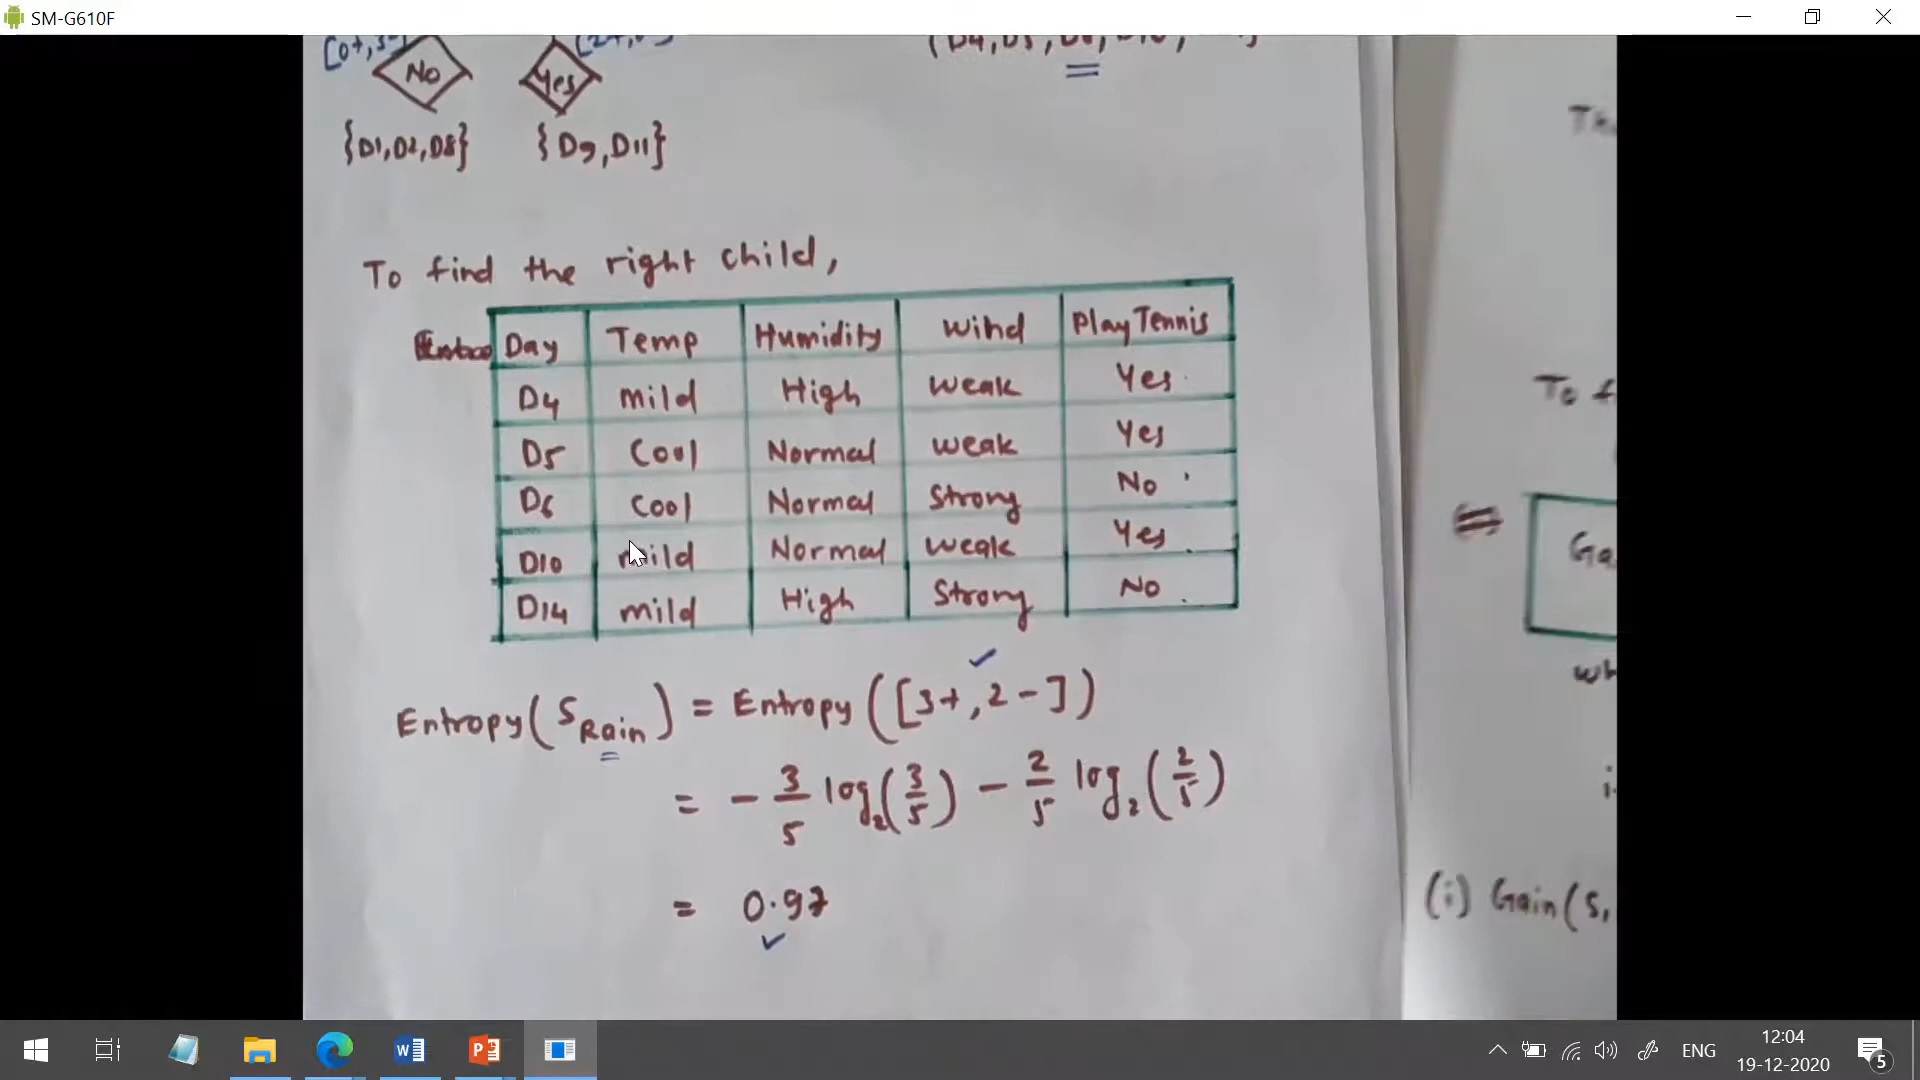 SM-G610F
No
Yes
{D1,D2,D8}
{D9,D11}
To find the right child,
Day Temp Humidity Wind Play Tennis
D4 mild High weak Yes
D5 Cool Normal weak Yes
D6 Cool Normal Strong No
D10 mild Normal weak Yes
D14 mild High Strong No
Entropy(S_Rain) = Entropy([3+,2-])
= - 3/5 log₂(3/5) - 2/5 log₂(2/5)
= 0.97
To f
(i) Gain(S,
ENG
12:04
19-12-2020
5